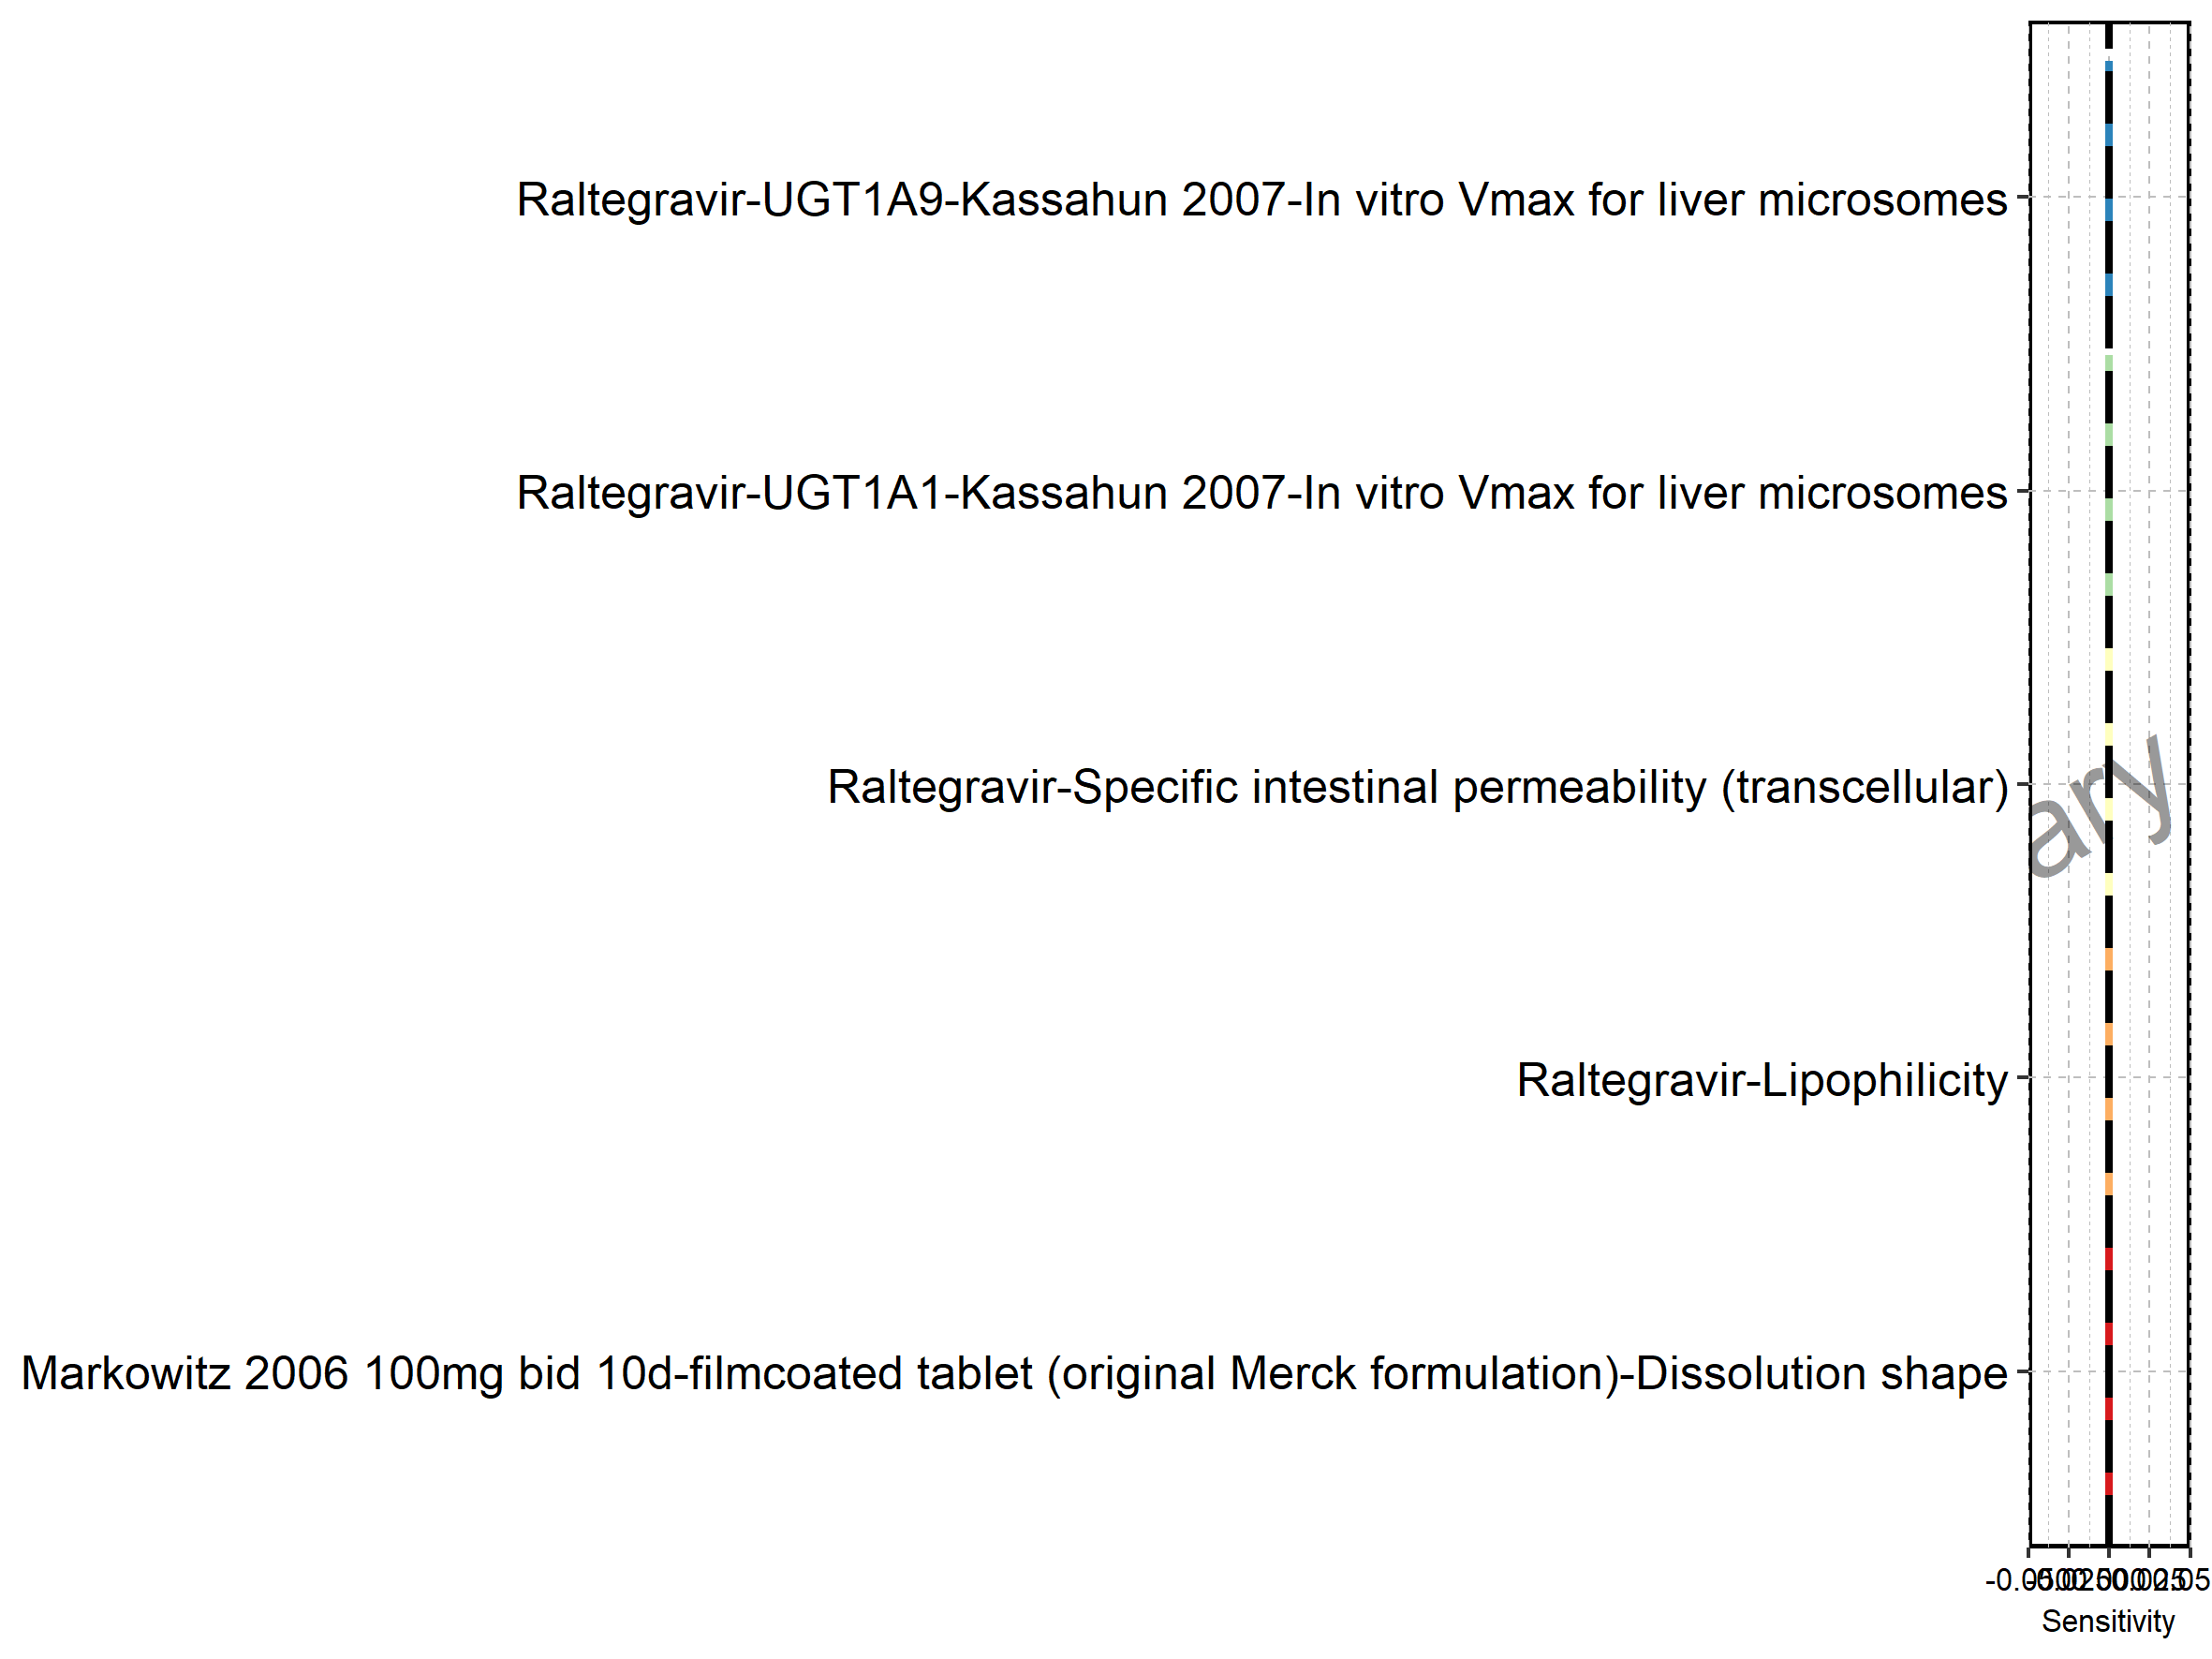 Raltegravir-UGT1A9-Kassahun 2007-In vitro Vmax for liver microsomes
Raltegravir-UGT1A1-Kassahun 2007-In vitro Vmax for liver microsomes
Raltegravir-Specific intestinal permeability (transcellular)
ary
Raltegravir-Lipophilicity
Markowitz 2006 100mg bid 10d-filmcoated tablet (original Merck formulation)-Dissolution shape
Sensitivity